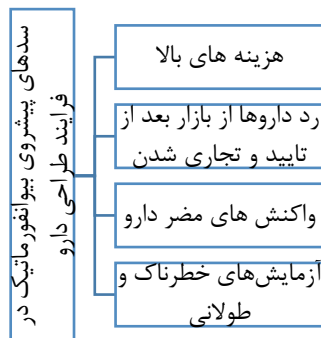 سدهای پیشروی بیوانفورماتیک در
فرایند طراحی دارو
هزینه های بالا
رد داروها از بازار بعد از
تایید و تجاری شدن
واکنش های مضر دارو
آزمایش‌های خطرناک و
طولانی